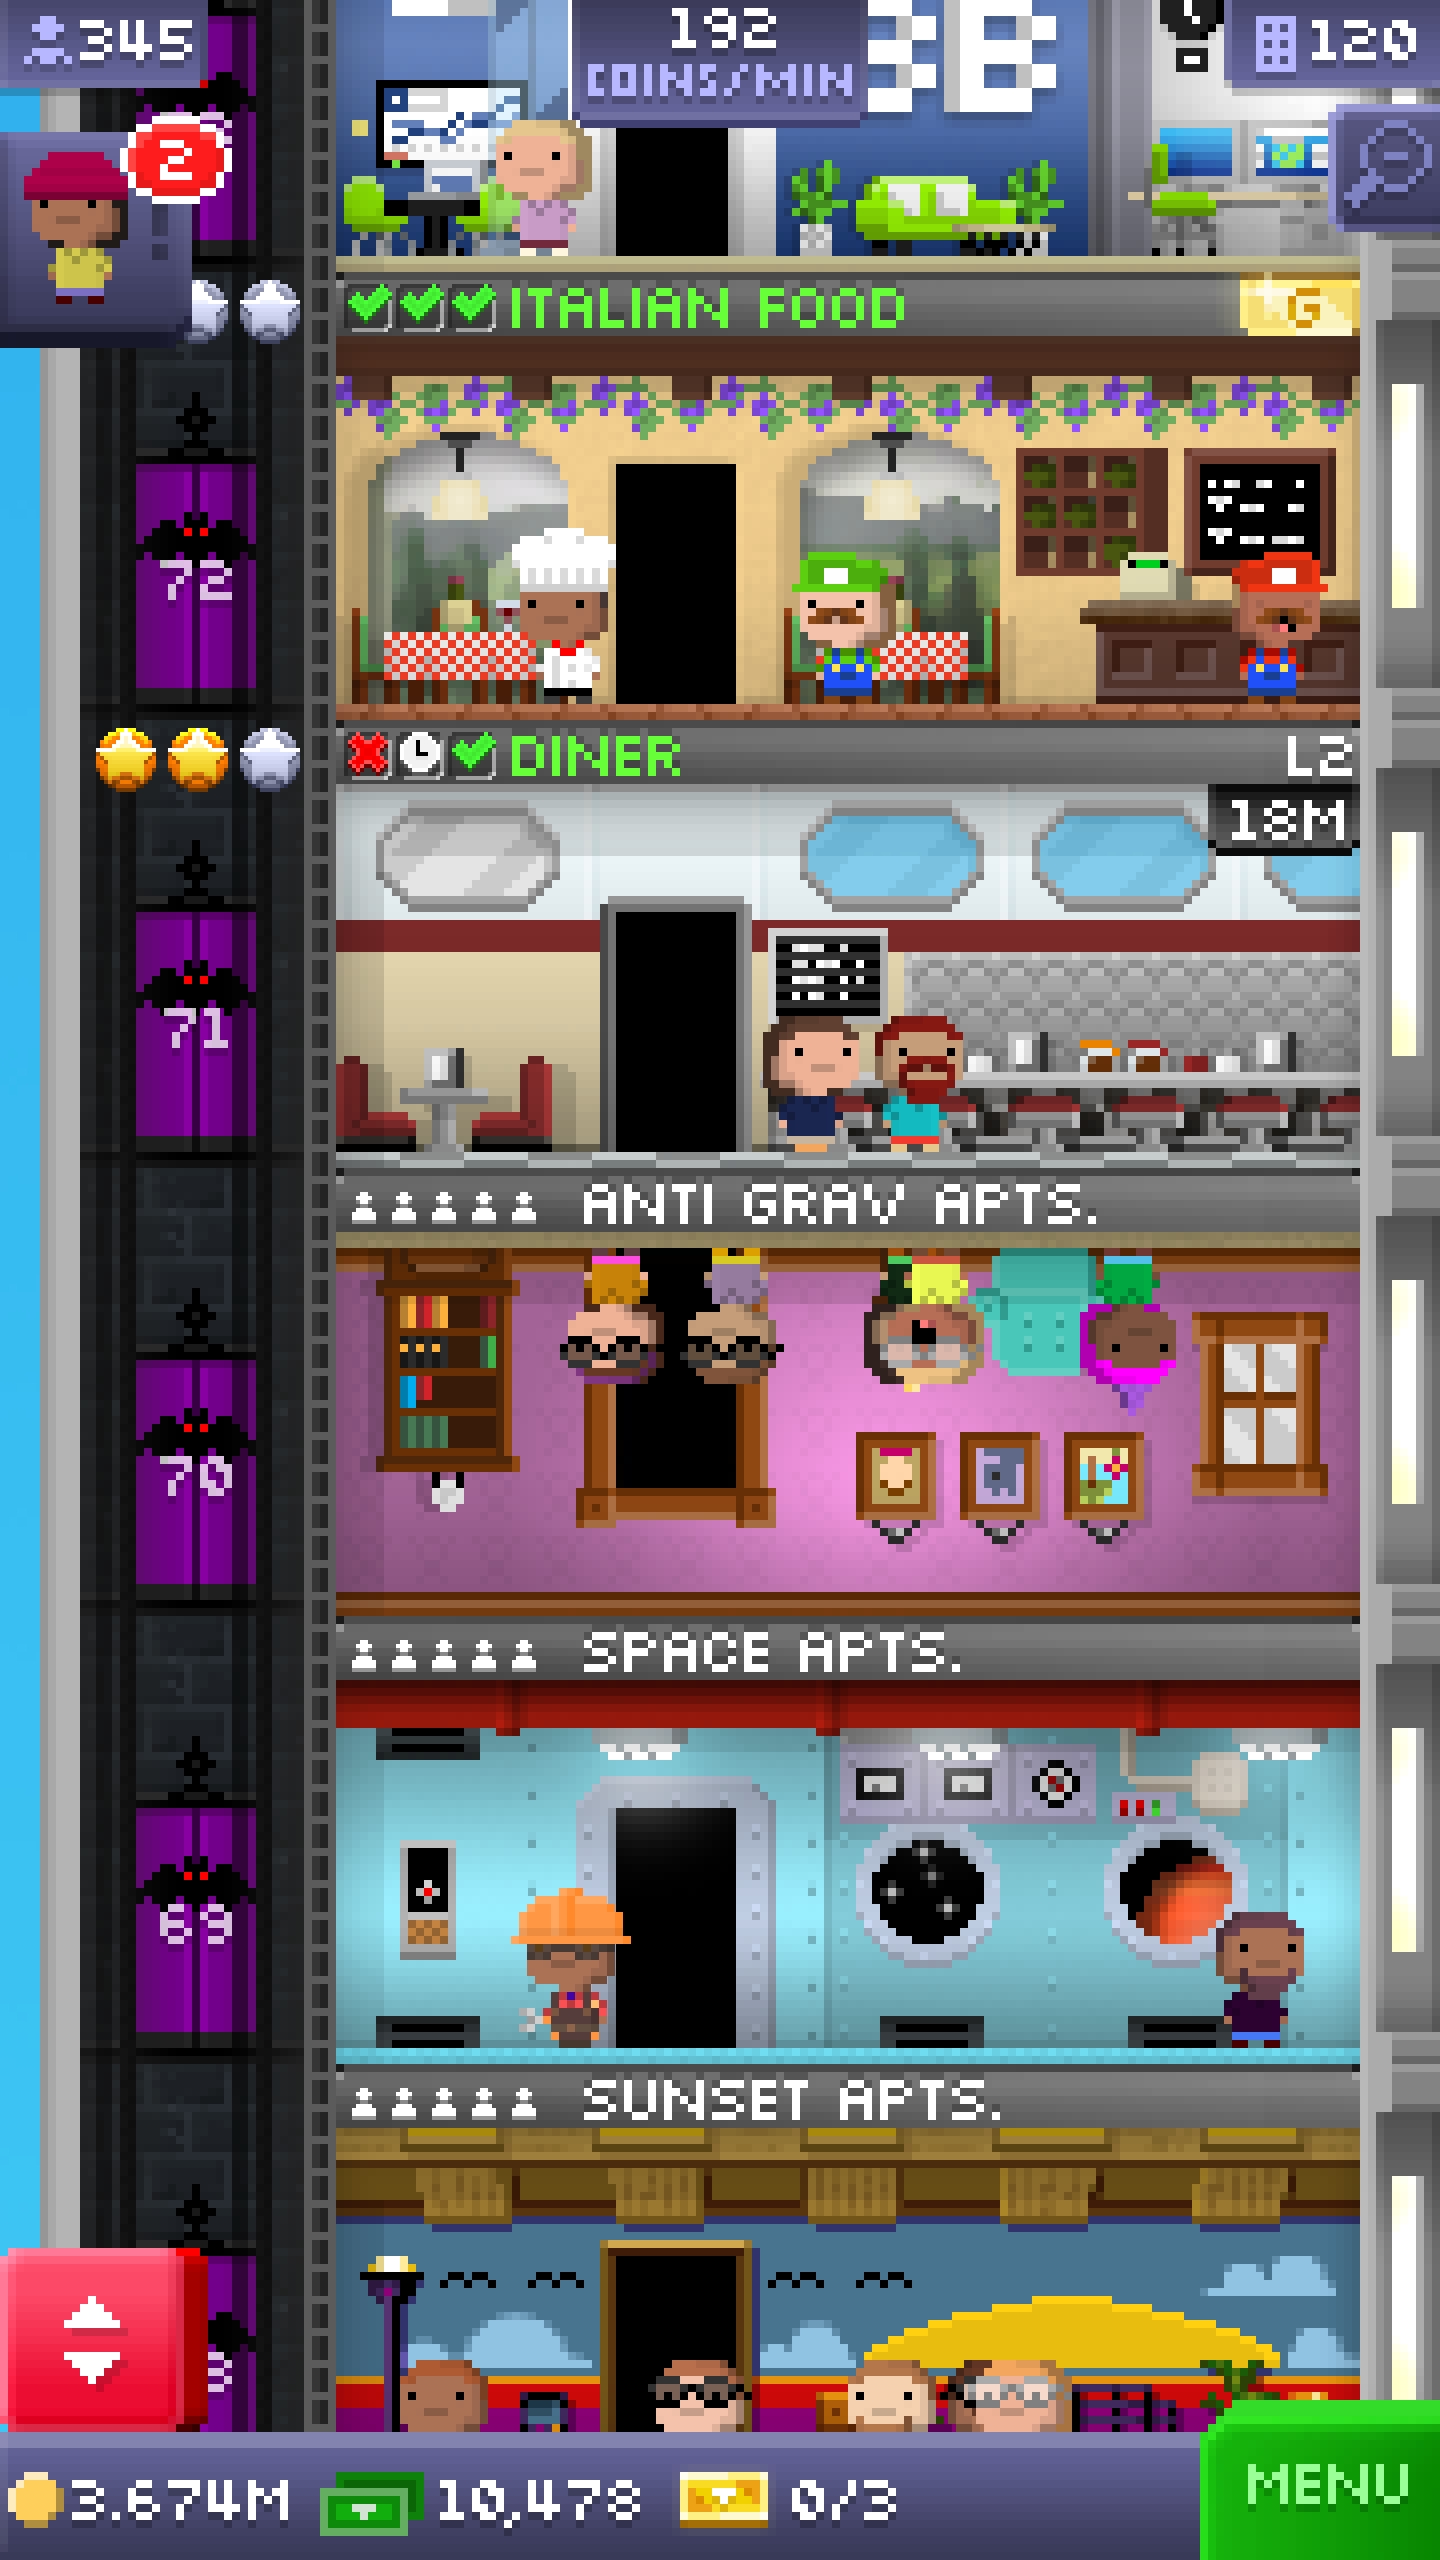 345
192
COINS/MIN
120
2
ITALIAN FOOD
G
72
DINER
L2
18M
71
ANTI GRAV APTS.
70
SPACE APTS.
69
SUNSET APTS.
3.674M
10,478
0/3
MENU